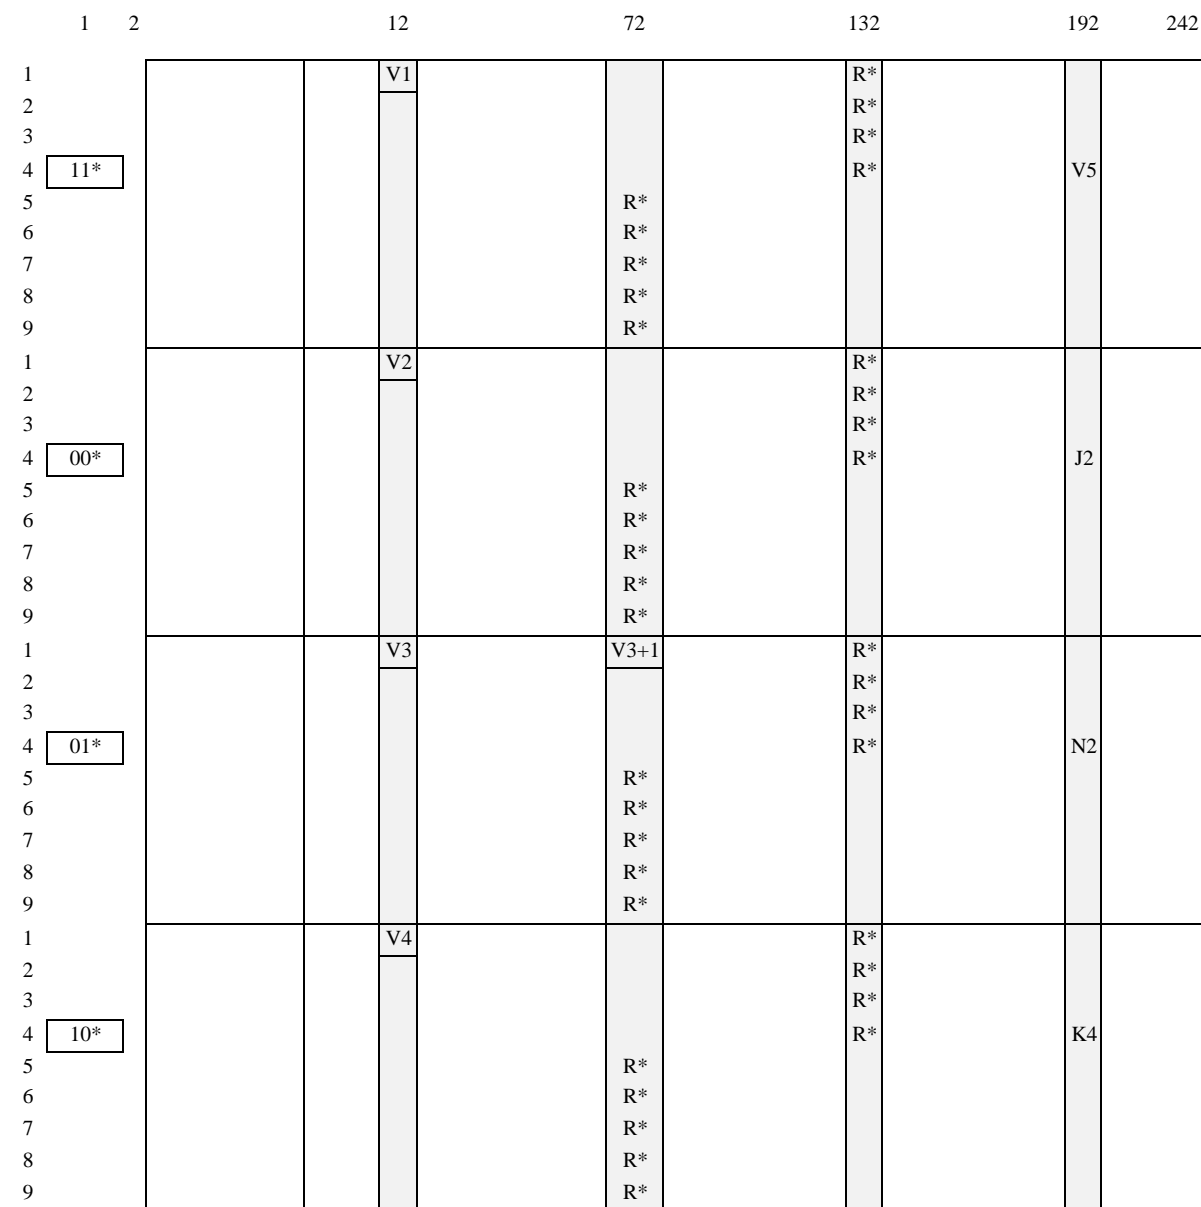 1 2 12 72 132 192 242
1 V1 R*
2 R*
3 R*
4 11* R* V5
5 R*
6 R*
7 R*
8 R*
9 R*
1 V2 R*
2 R*
3 R*
4 00* R* J2
5 R*
6 R*
7 R*
8 R*
9 R*
1 V3 V3+1 R*
2 R*
3 R*
4 01* R* N2
5 R*
6 R*
7 R*
8 R*
9 R*
1 V4 R*
2 R*
3 R*
4 10* R* K4
5 R*
6 R*
7 R*
8 R*
9 R*